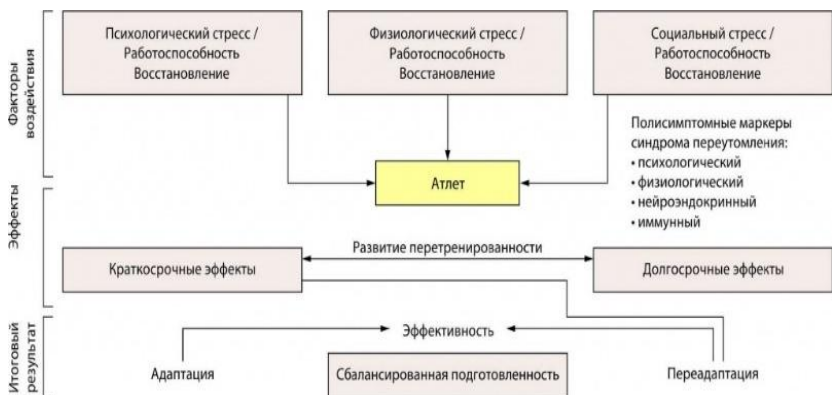 Факторы
воздействия
Психологический стресс /
Работоспособность
Восстановление
Физиологический стресс /
Работоспособность
Восстановление
Социальный стресс /
Работоспособность
Восстановление
Полисимптомные маркеры
синдрома переутомления:
• психологический
• физиологический
• нейроэндокринный
• иммунный
Атлет
Эффекты
Развитие перетренированности
Краткосрочные эффекты
Долгосрочные эффекты
Итоговый
результат
Эффективность
Адаптация
Сбалансированная подготовленность
Переадаптация